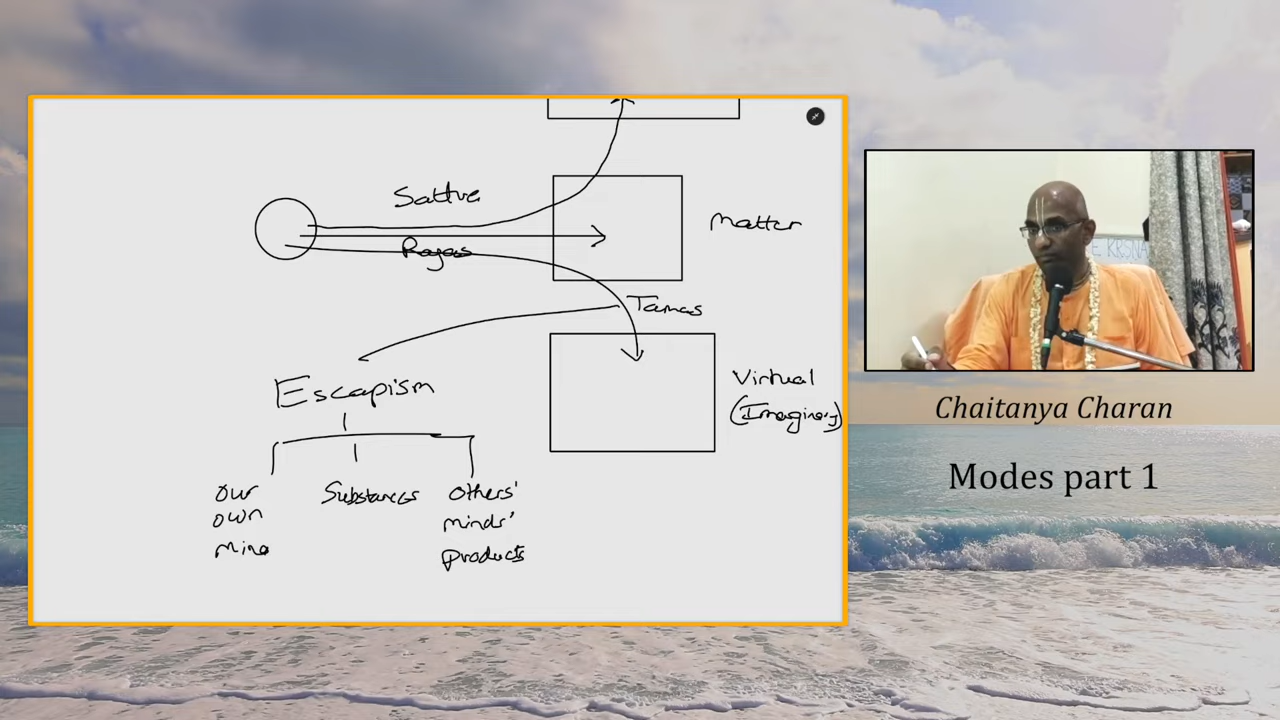 Sattva
Rajas
Matter
Tamas
Escapism
Virtual
(Imaginary)
Our
own
mind
Substances
Others'
minds'
products
E KRSNA
Chaitanya Charan
Modes part 1